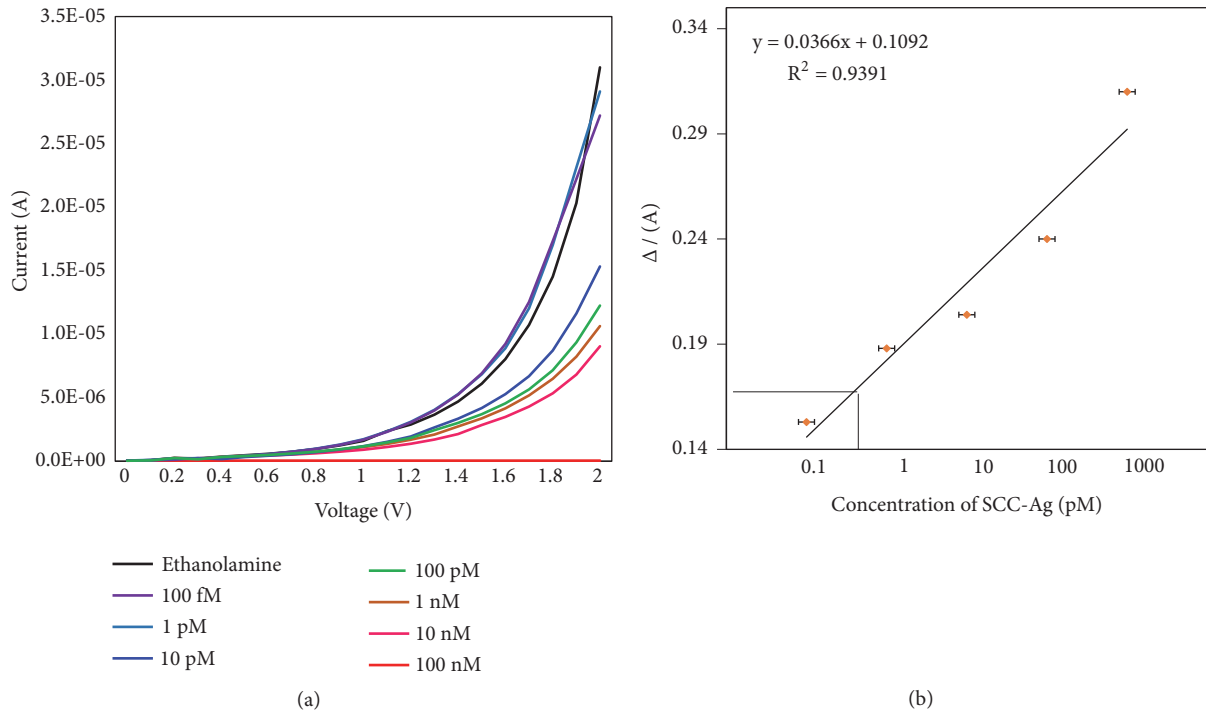 3.5E-05
3.0E-05
2.5E-05
2.0E-05
1.5E-05
1.0E-05
5.0E-06
0.0E+00
Current (A)
0 0.2 0.4 0.6 0.8 1 1.2 1.4 1.6 1.8 2
Voltage (V)
Ethanolamine
100 fM
1 pM
10 pM
100 pM
1 nM
10 nM
100 nM
(a)
y = 0.0366x + 0.1092
R² = 0.9391
0.34
0.29
0.24
0.19
0.14
Δ / (A)
0.1 1 10 100 1000
Concentration of SCC-Ag (pM)
(b)